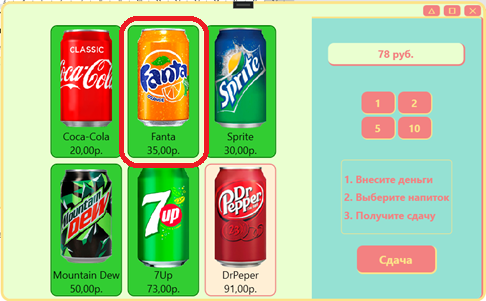 78 руб.
CLASSIC
Coca-Cola
Fanta
ORANGE
Sprite
Coca-Cola
Fanta
Sprite
20,00р.
35,00р.
30,00р.
1
2
5
10
1. Внесите деньги
2. Выберите напиток
3. Получите сдачу
Mountain
Dew
7up
Dr Pepper
23
Mountain Dew
7Up
DrPeper
50,00р.
73,00р.
91,00р.
Сдача